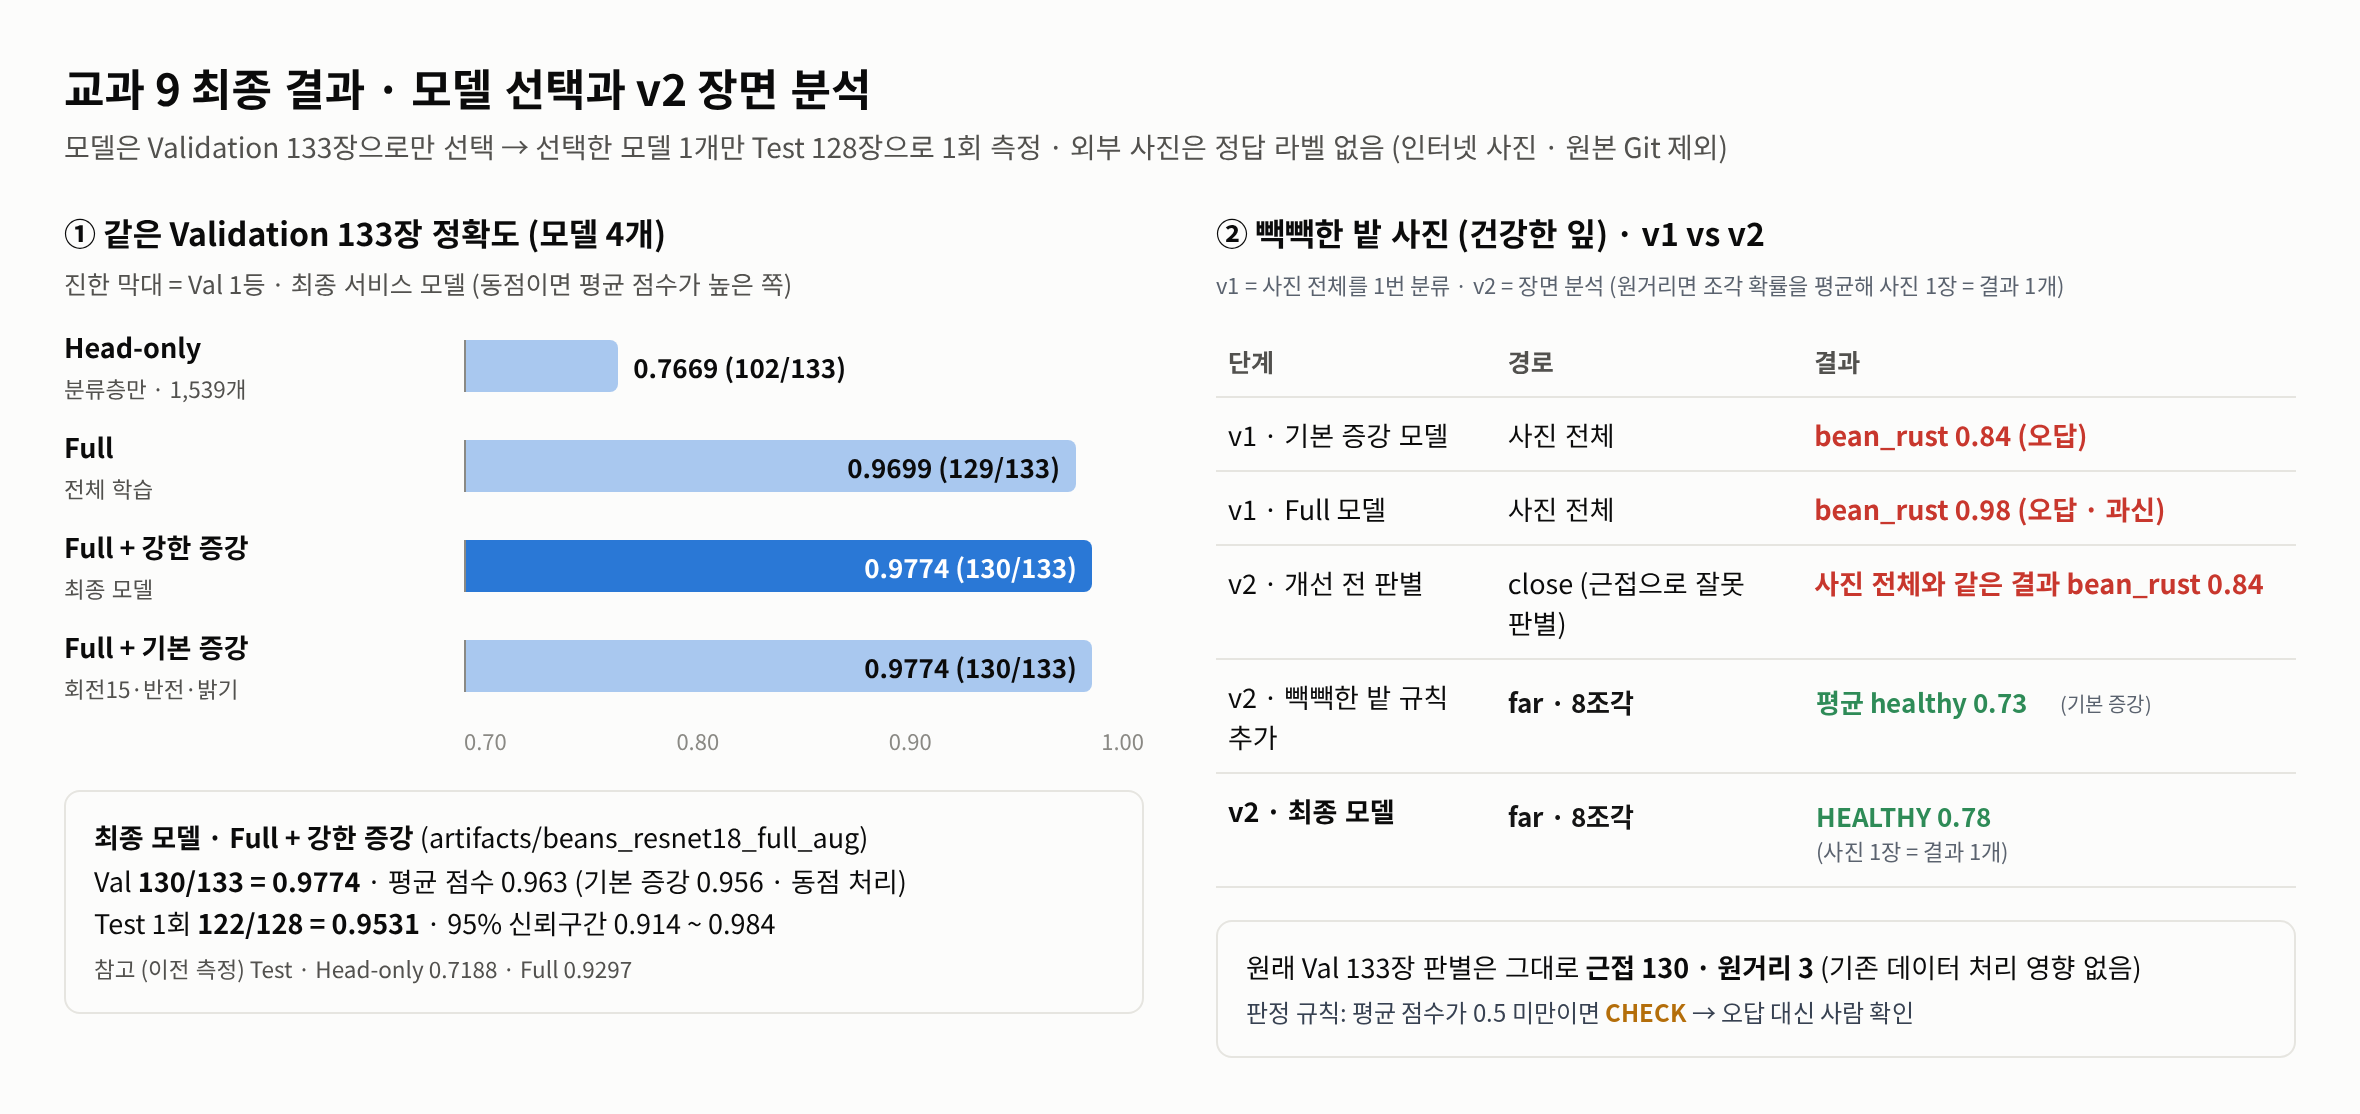 교과 9 최종 결과 · 모델 선택과 v2 장면 분석
모델은 Validation 133장으로만 선택 → 선택한 모델 1개만 Test 128장으로 1회 측정 · 외부 사진은 정답 라벨 없음 (인터넷 사진 · 원본 Git 제외)
① 같은 Validation 133장 정확도 (모델 4개)
진한 막대 = Val 1등 · 최종 서비스 모델 (동점이면 평균 점수가 높은 쪽)
Head-only
분류층만 · 1,539개
0.7669 (102/133)
Full
전체 학습
0.9699 (129/133)
Full + 강한 증강
최종 모델
0.9774 (130/133)
Full + 기본 증강
회전15·반전·밝기
0.9774 (130/133)
0.70 0.80 0.90 1.00
최종 모델 · Full + 강한 증강 (artifacts/beans_resnet18_full_aug)
Val 130/133 = 0.9774 · 평균 점수 0.963 (기본 증강 0.956 · 동점 처리)
Test 1회 122/128 = 0.9531 · 95% 신뢰구간 0.914 ~ 0.984
참고 (이전 측정) Test · Head-only 0.7188 · Full 0.9297
② 빽빽한 밭 사진 (건강한 잎) · v1 vs v2
v1 = 사진 전체를 1번 분류 · v2 = 장면 분석 (원거리면 조각 확률을 평균해 사진 1장 = 결과 1개)
단계 경로 결과
v1 · 기본 증강 모델 사진 전체 bean_rust 0.84 (오답)
v1 · Full 모델 사진 전체 bean_rust 0.98 (오답 · 과신)
v2 · 개선 전 판별 close (근접으로 잘못 사진 전체와 같은 결과 bean_rust 0.84
판별)
v2 · 빽빽한 밭 규칙 far · 8조각 평균 healthy 0.73 (기본 증강)
추가
v2 · 최종 모델 far · 8조각 HEALTHY 0.78
(사진 1장 = 결과 1개)
원래 Val 133장 판별은 그대로 근접 130 · 원거리 3 (기존 데이터 처리 영향 없음)
판정 규칙: 평균 점수가 0.5 미만이면 CHECK → 오답 대신 사람 확인